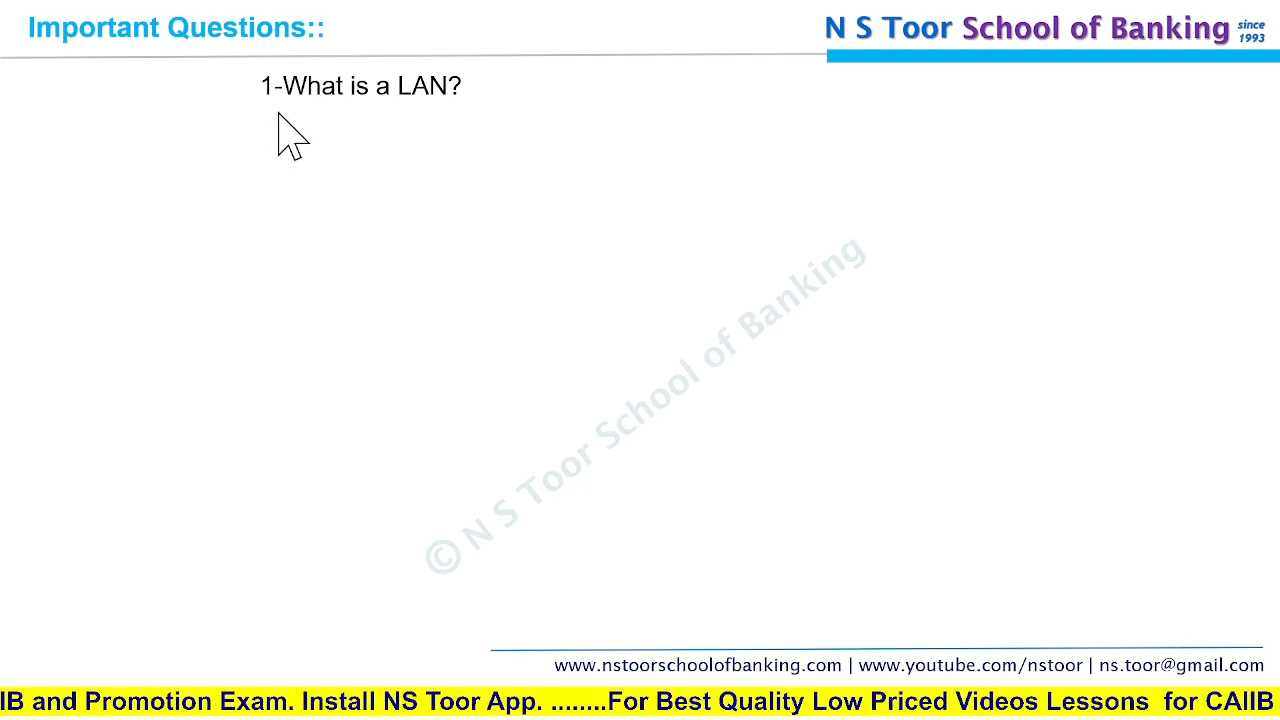 Important Questions::
N S Toor School of Banking since 1993
1-What is a LAN?
© N S Toor School of Banking
www.nstoorschoolofbanking.com | www.youtube.com/nstoor | ns.toor@gmail.com
IB and Promotion Exam. Install NS Toor App. ........For Best Quality Low Priced Videos Lessons for CAIIB